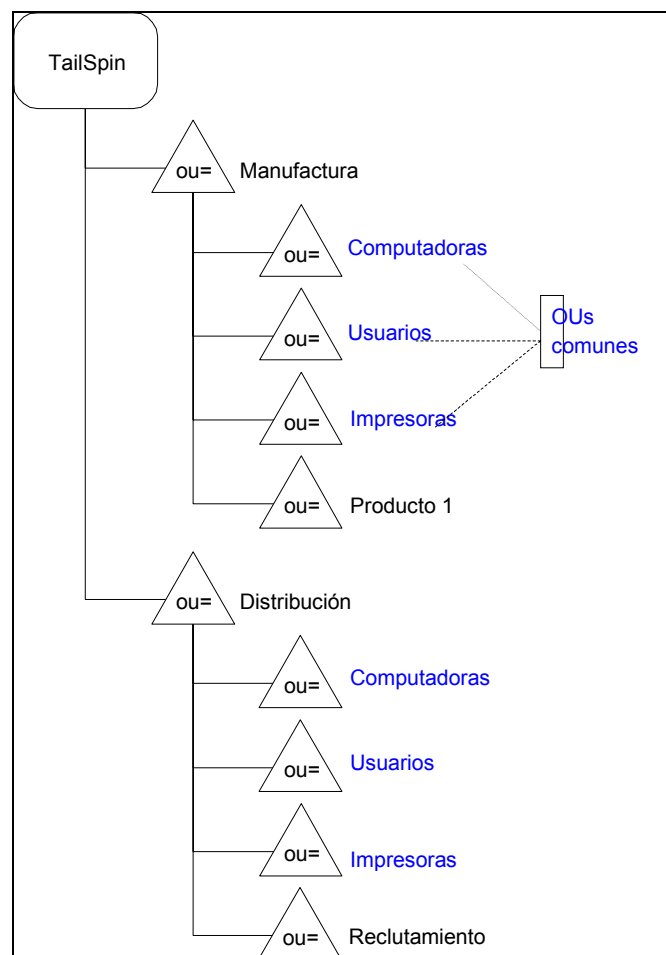 TailSpin
ou= Manufactura
ou= Computadoras
ou= Usuarios
OUs
comunes
ou= Impresoras
ou= Producto 1
ou= Distribución
ou= Computadoras
ou= Usuarios
ou= Impresoras
ou= Reclutamiento